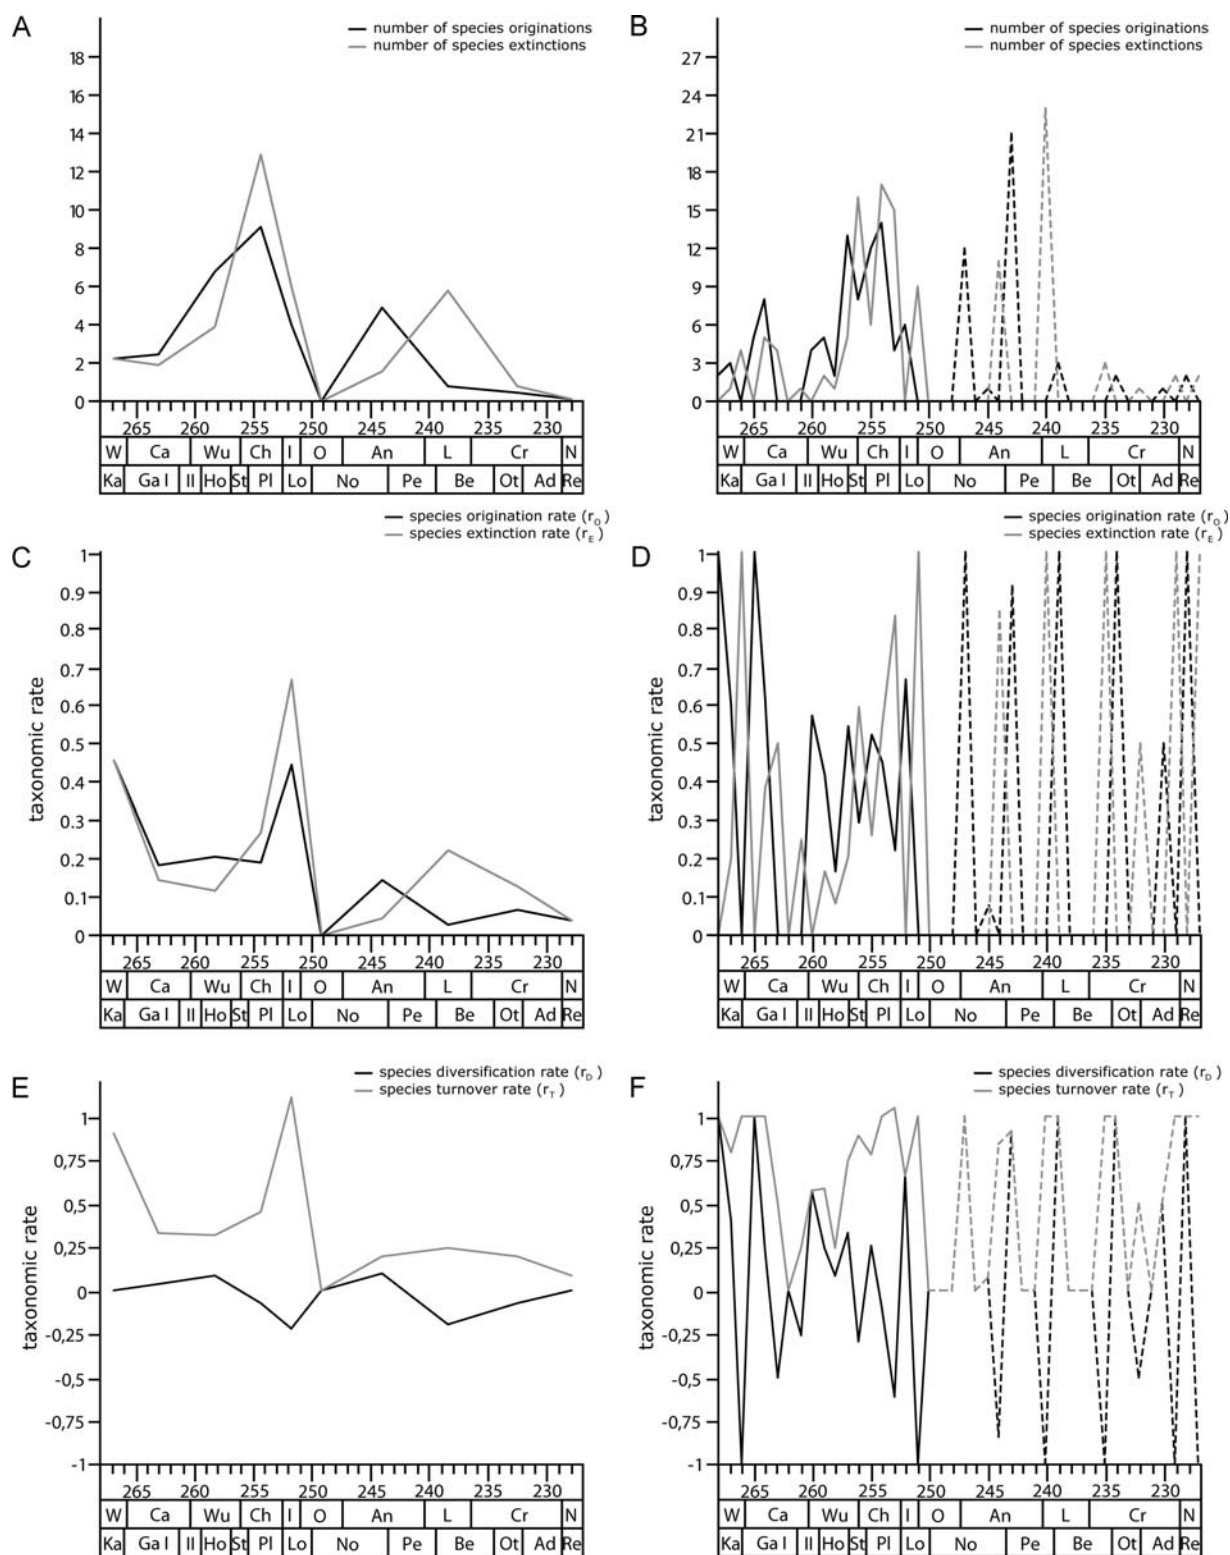 A
number of species originations
number of species extinctions
18
16
14
12
10
8
6
4
2
0
265 260 255 250 245 240 235 230
W Ca Wu Ch I O An L Cr N
Ka Ga I II Ho St Pl Lo No Pe Be Ot Ad Re
B
number of species originations
number of species extinctions
27
24
21
18
15
12
9
6
3
0
265 260 255 250 245 240 235 230
W Ca Wu Ch I O An L Cr N
Ka Ga I II Ho St Pl Lo No Pe Be Ot Ad Re
C
species origination rate (rO)
species extinction rate (rE)
taxonomic rate
1
0.9
0.8
0.7
0.6
0.5
0.4
0.3
0.2
0.1
0
265 260 255 250 245 240 235 230
W Ca Wu Ch I O An L Cr N
Ka Ga I II Ho St Pl Lo No Pe Be Ot Ad Re
D
species origination rate (rO)
species extinction rate (rE)
taxonomic rate
1
0.9
0.8
0.7
0.6
0.5
0.4
0.3
0.2
0.1
0
265 260 255 250 245 240 235 230
W Ca Wu Ch I O An L Cr N
Ka Ga I II Ho St Pl Lo No Pe Be Ot Ad Re
E
species diversification rate (rD)
species turnover rate (rT)
taxonomic rate
1
0,75
0,5
0,25
0
-0,25
-0,5
-0,75
-1
265 260 255 250 245 240 235 230
W Ca Wu Ch I O An L Cr N
Ka Ga I II Ho St Pl Lo No Pe Be Ot Ad Re
F
species diversification rate (rD)
species turnover rate (rT)
taxonomic rate
1
0,75
0,5
0,25
0
-0,25
-0,5
-0,75
-1
265 260 255 250 245 240 235 230
W Ca Wu Ch I O An L Cr N
Ka Ga I II Ho St Pl Lo No Pe Be Ot Ad Re